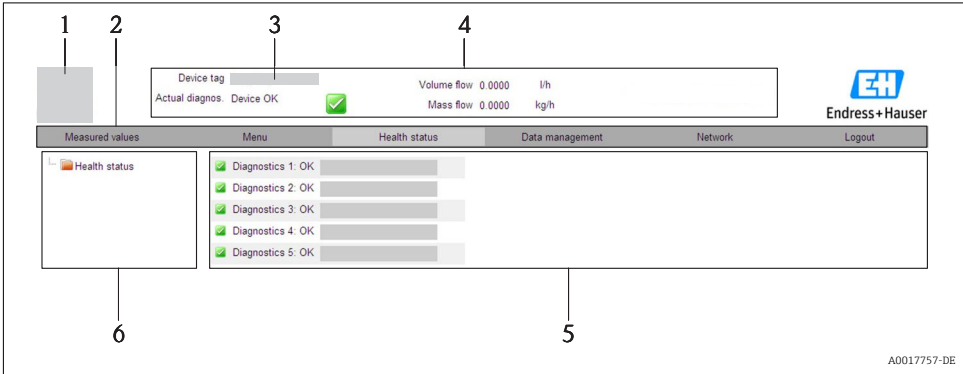 1 2 3 4
Device tag Volume flow 0.0000 l/h
Actual diagnos. Device OK Mass flow 0.0000 kg/h
EH
Endress+Hauser
Measured values Menu Health status Data management Network Logout
Health status
Diagnostics 1: OK
Diagnostics 2: OK
Diagnostics 3: OK
Diagnostics 4: OK
Diagnostics 5: OK
6 5
A0017757-DE